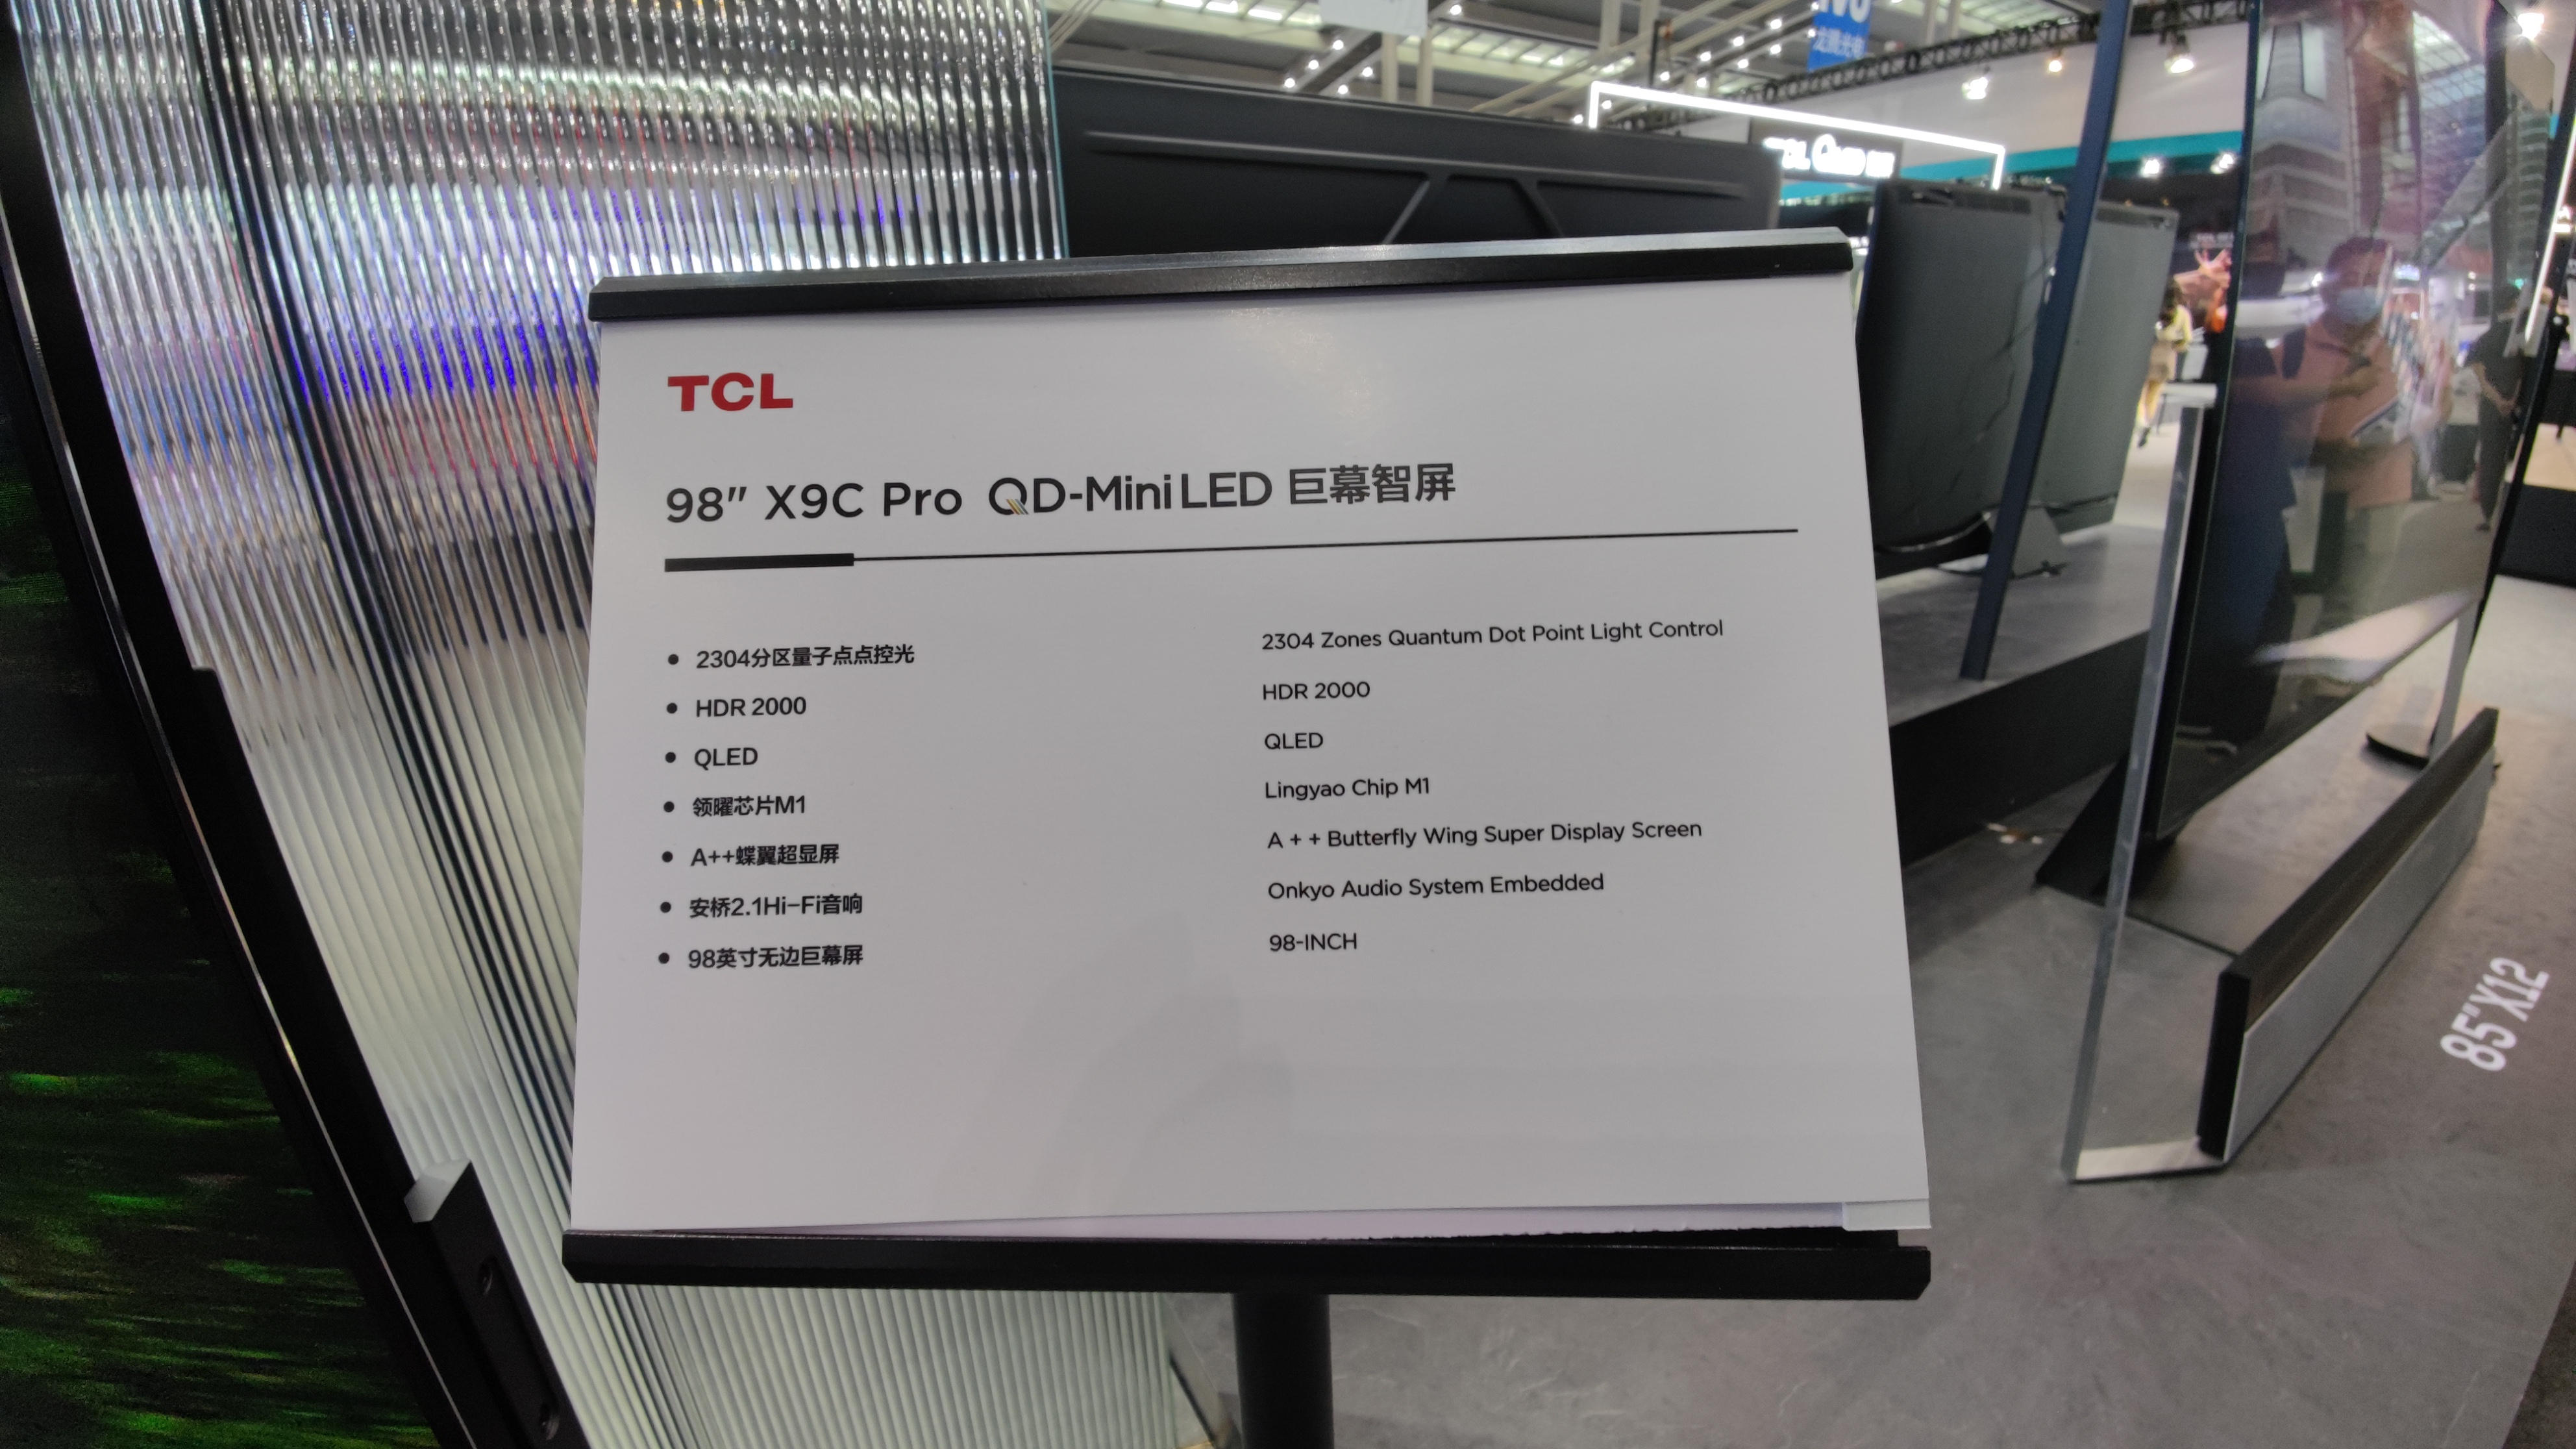 TCL
98" X9C Pro QD-Mini LED 巨幕智屏
• 2304分区量子点点控光
• HDR 2000
• QLED
• 领曜芯片M1
• A++蝶翼超显屏
• 安桥2.1Hi-Fi音响
• 98英寸无边巨幕屏
2304 Zones Quantum Dot Point Light Control
HDR 2000
QLED
Lingyao Chip M1
A + + Butterfly Wing Super Display Screen
Onkyo Audio System Embedded
98-INCH
85"X12